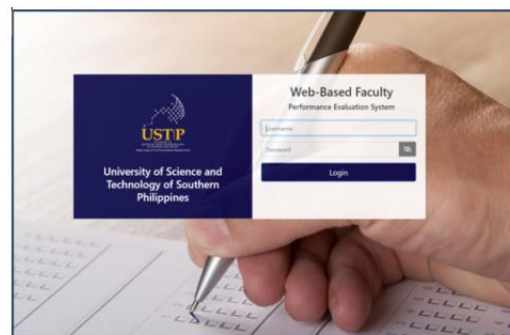 USTP
University of Science and
Technology of Southern
Philippines
Web-Based Faculty
Performance Evaluation System
Username
Password
Login